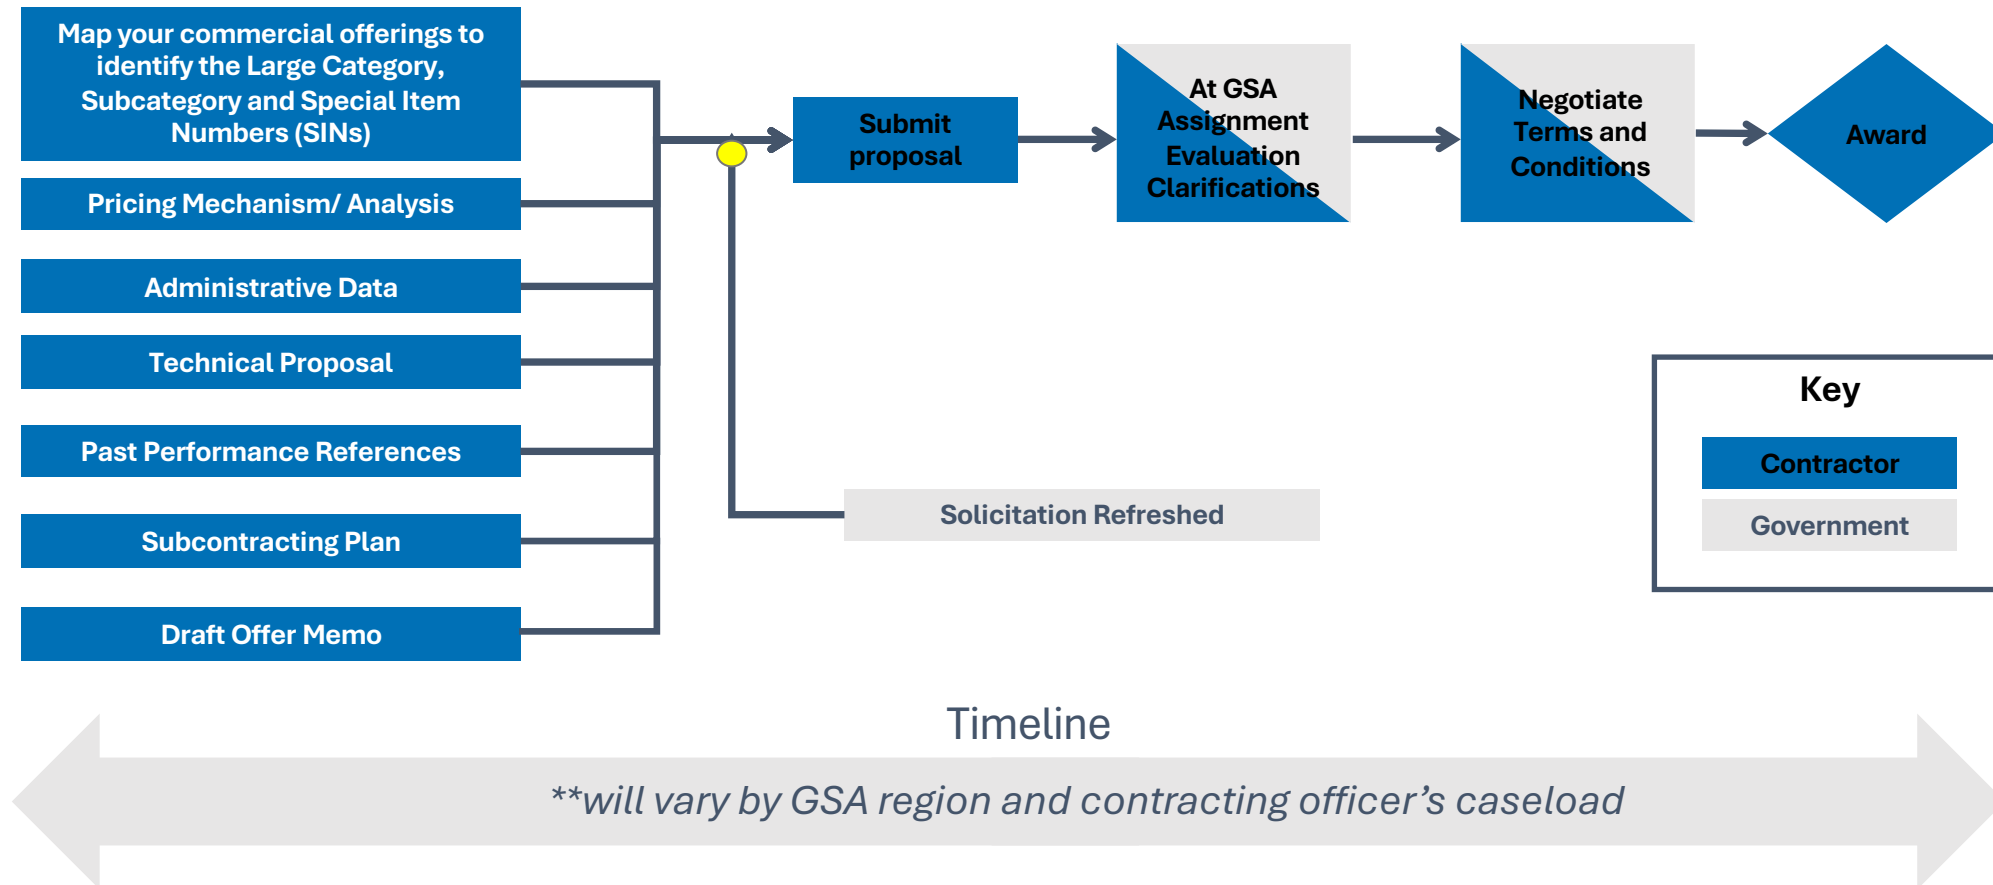 Map your commercial offerings to
identify the Large Category,
Subcategory and Special Item
Numbers (SINs)
Pricing Mechanism/ Analysis
Administrative Data
Technical Proposal
Past Performance References
Subcontracting Plan
Draft Offer Memo
Submit
proposal
At GSA
Assignment
Evaluation
Clarifications
Negotiate
Terms and
Conditions
Award
Solicitation Refreshed
Key
Contractor
Government
Timeline
**will vary by GSA region and contracting officer’s caseload